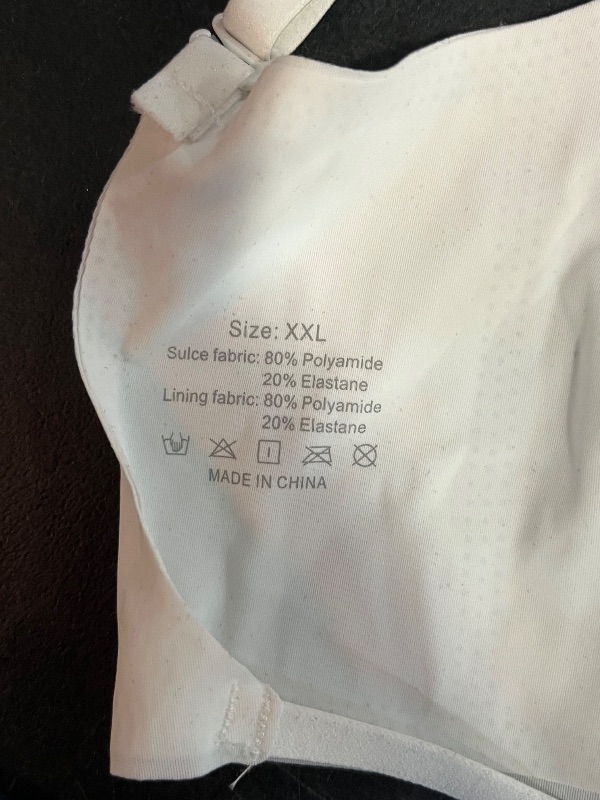 Size: XXL
Sulce fabric: 80% Polyamide
20% Elastane
Lining fabric: 80% Polyamide
20% Elastane
MADE IN CHINA